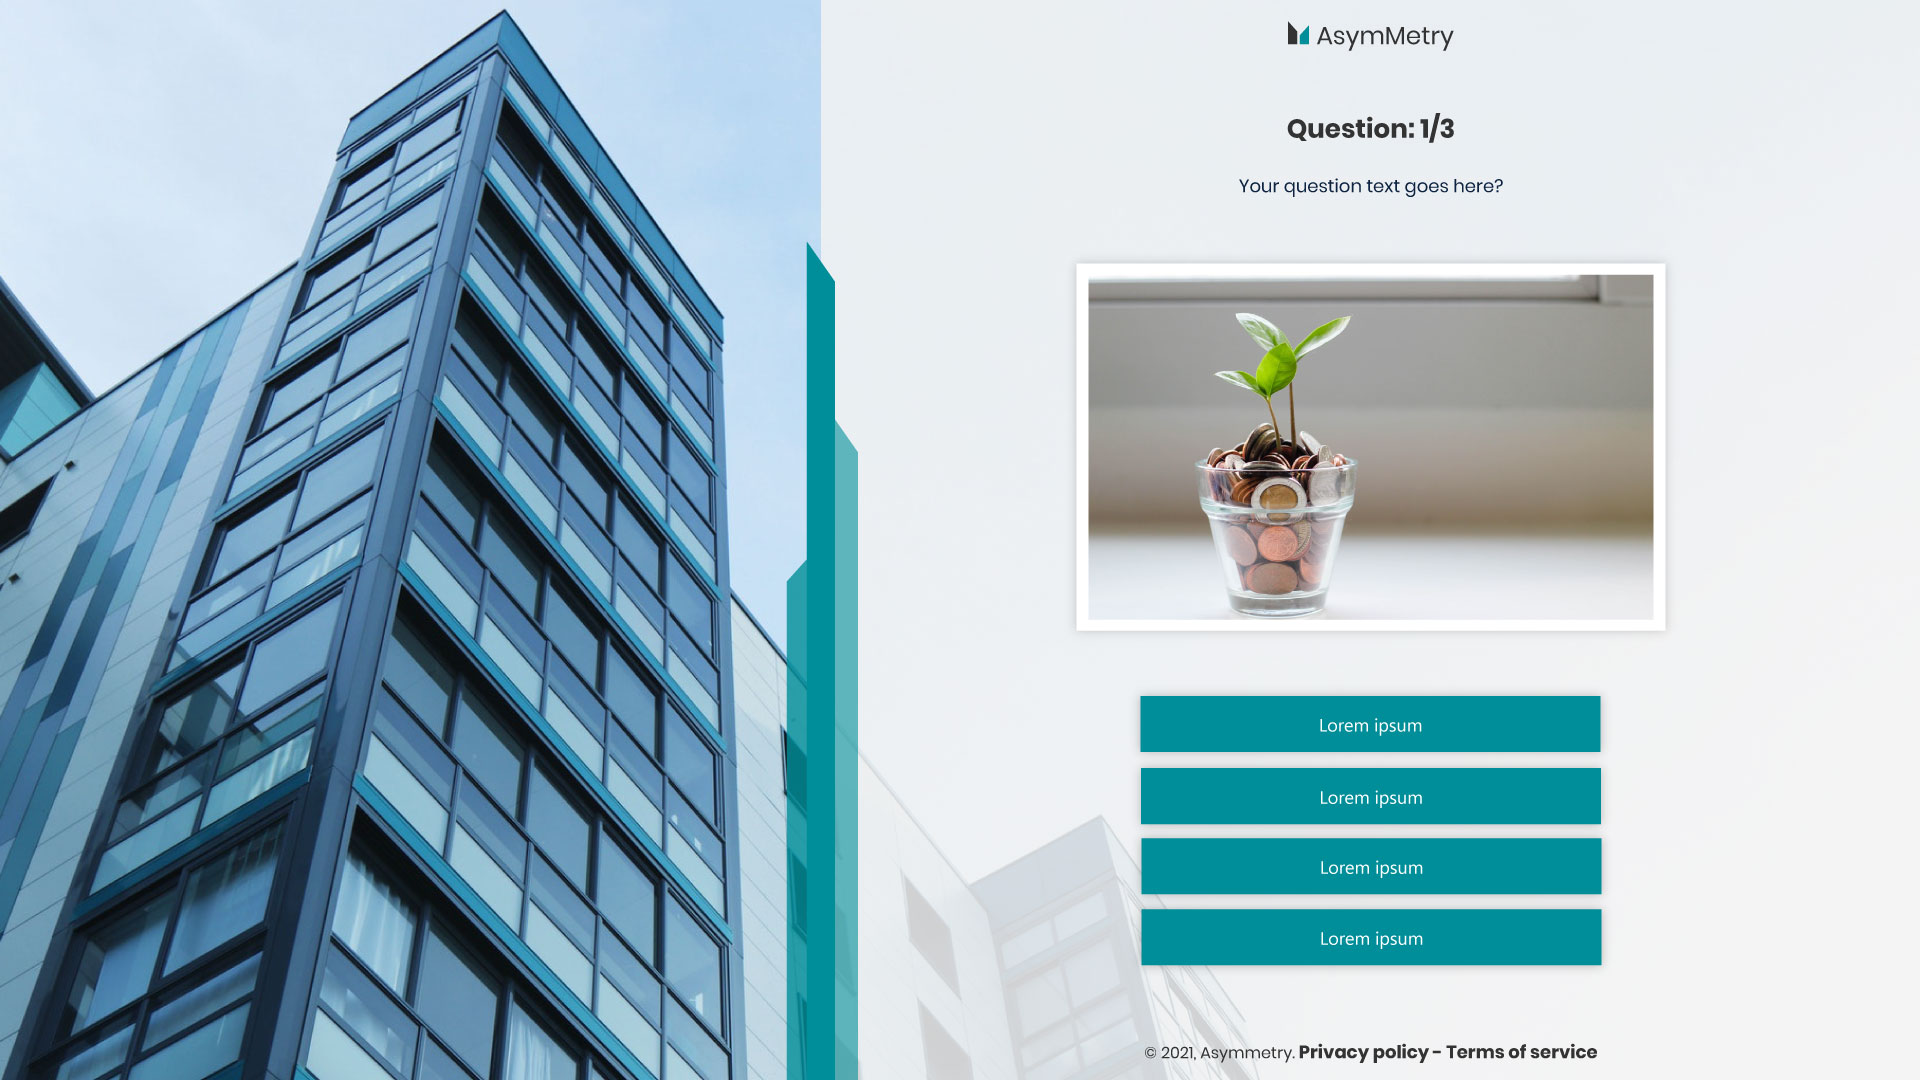 AsymMetry
Question: 1/3
Your question text goes here?
Lorem ipsum
Lorem ipsum
Lorem ipsum
Lorem ipsum
© 2021, Asymmetry. Privacy policy - Terms of service